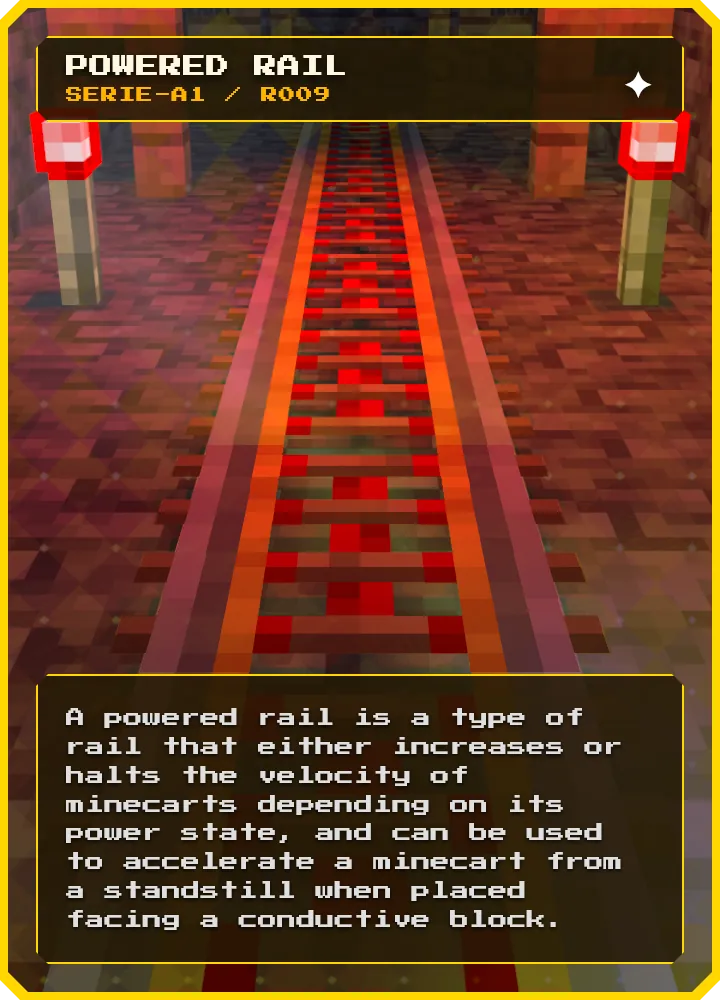 POWERED RAIL
SERIE-A1 / R009
A powered rail is a type of
rail that either increases or
halts the velocity of
minecarts depending on its
power state, and can be used
to accelerate a minecart from
a standstill when placed
facing a conductive block.